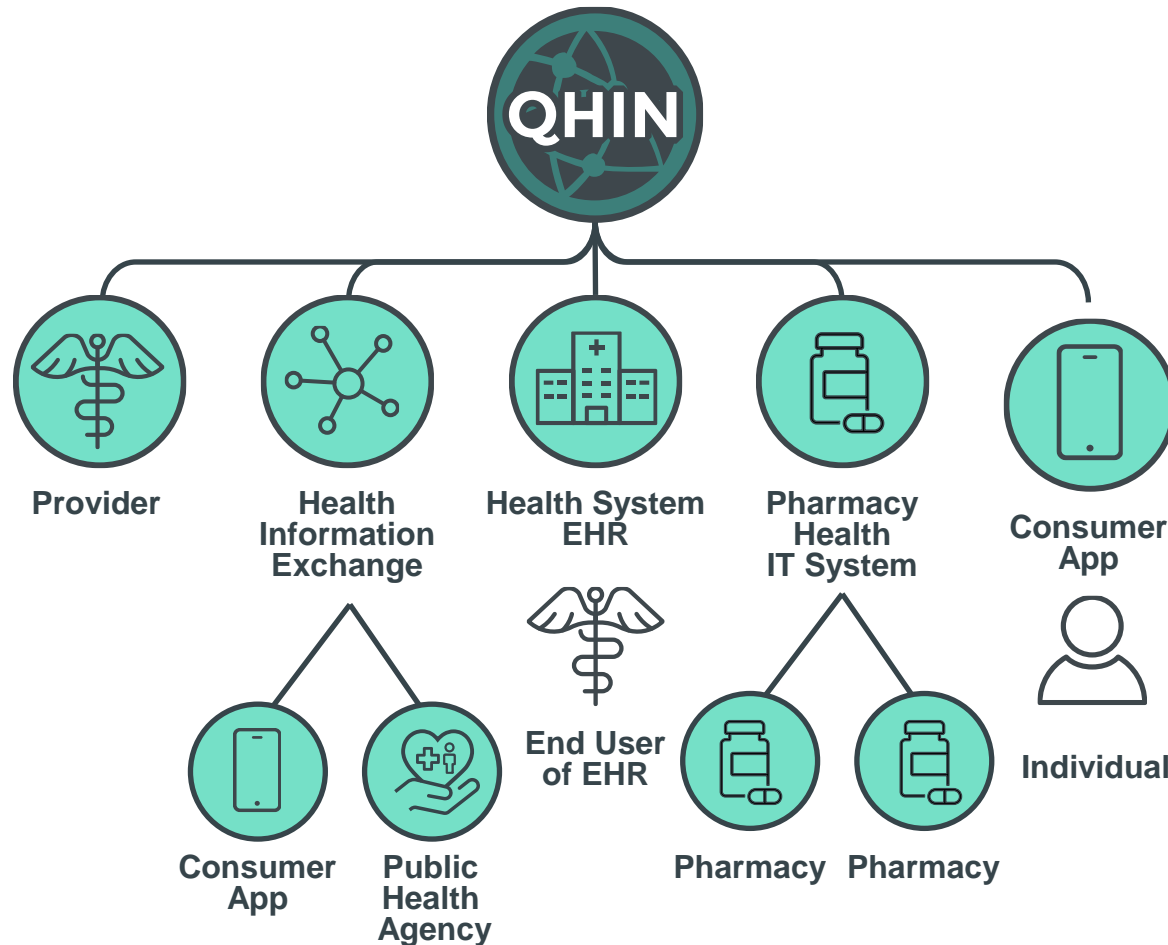 QHIN
Provider
Health
Information
Exchange
Health System
EHR
Pharmacy
Health
IT System
Consumer
App
End User
of EHR
Individual
Consumer
App
Public
Health
Agency
Pharmacy
Pharmacy